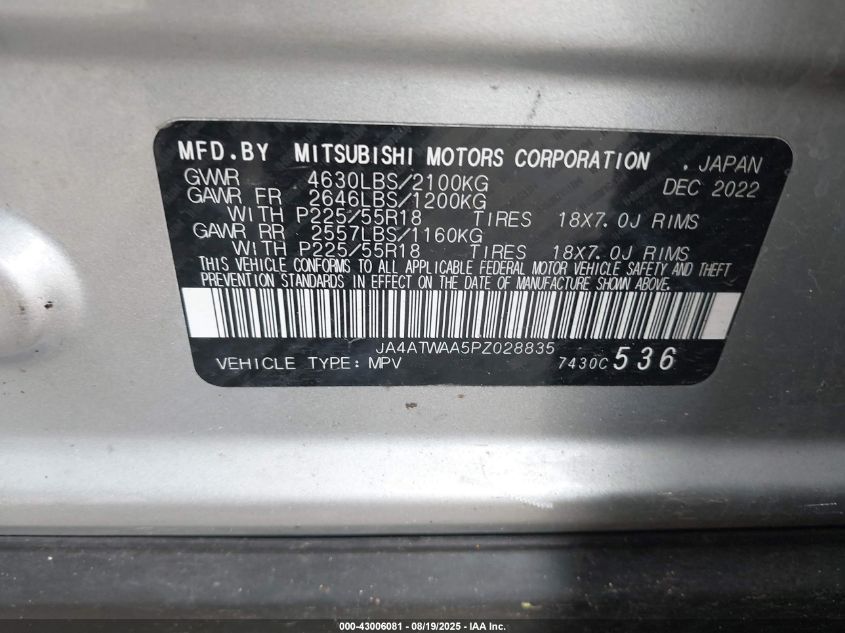 MFD.BY MITSUBISHI MOTORS CORPORATION . JAPAN
GVWR 4630LBS/2100KG DEC 2022
GAWR FR 2646LBS/1200KG
WITH P225/55R18 TIRES 18X7.0J RIMS
GAWR RR 2557LBS/1160KG
WITH P225/55R18 TIRES 18X7.0J RIMS
THIS VEHICLE CONFORMS TO ALL APPLICABLE FEDERAL MOTOR VEHICLE SAFETY AND THEFT
PREVENTION STANDARDS IN EFFECT ON THE DATE OF MANUFACTURE SHOWN ABOVE.
JA4ATWAA5PZ028835
VEHICLE TYPE: MPV 7430C 536
000-43006081 - 08/19/2025 - IAA Inc.